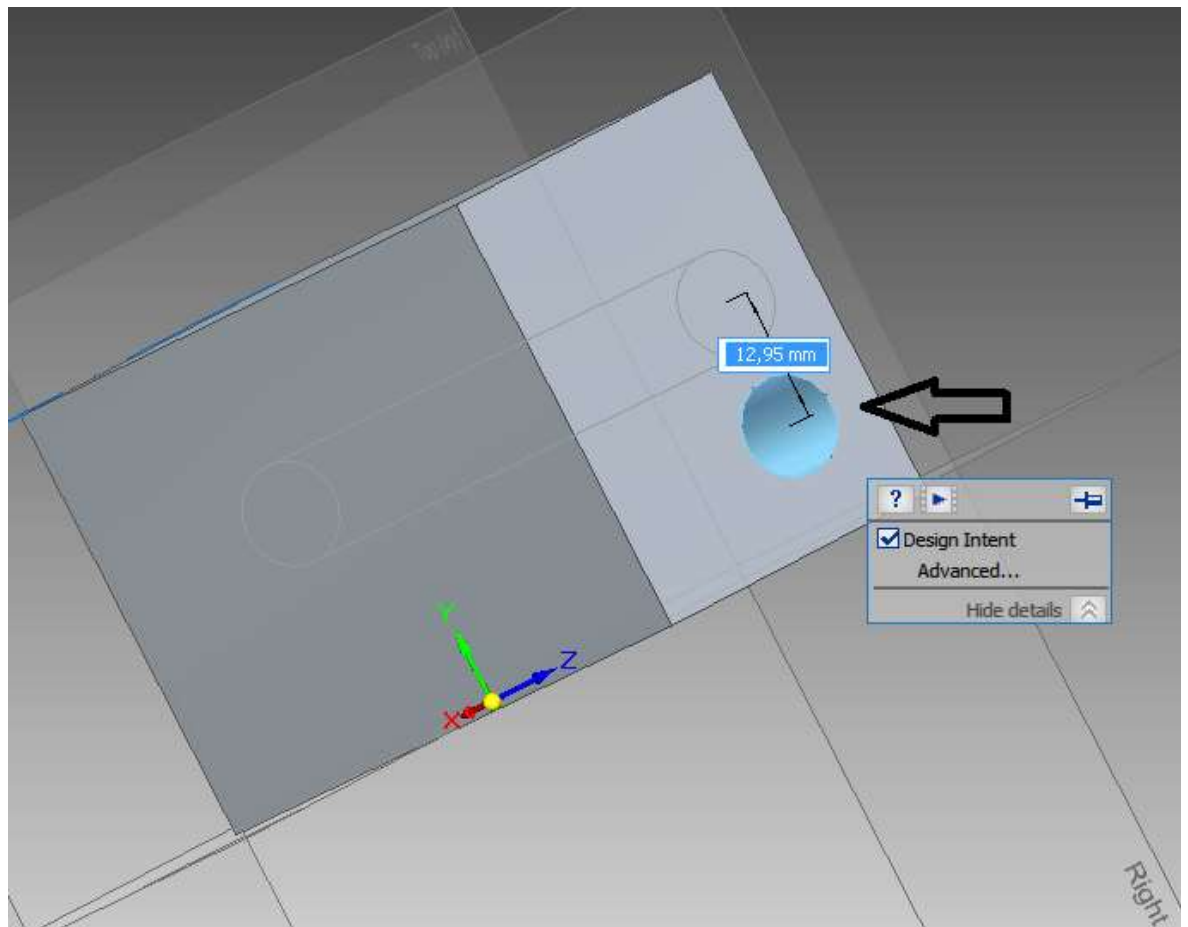 12,95 mm
?
Design Intent
Advanced...
Hide details
Y
Z
X
Right